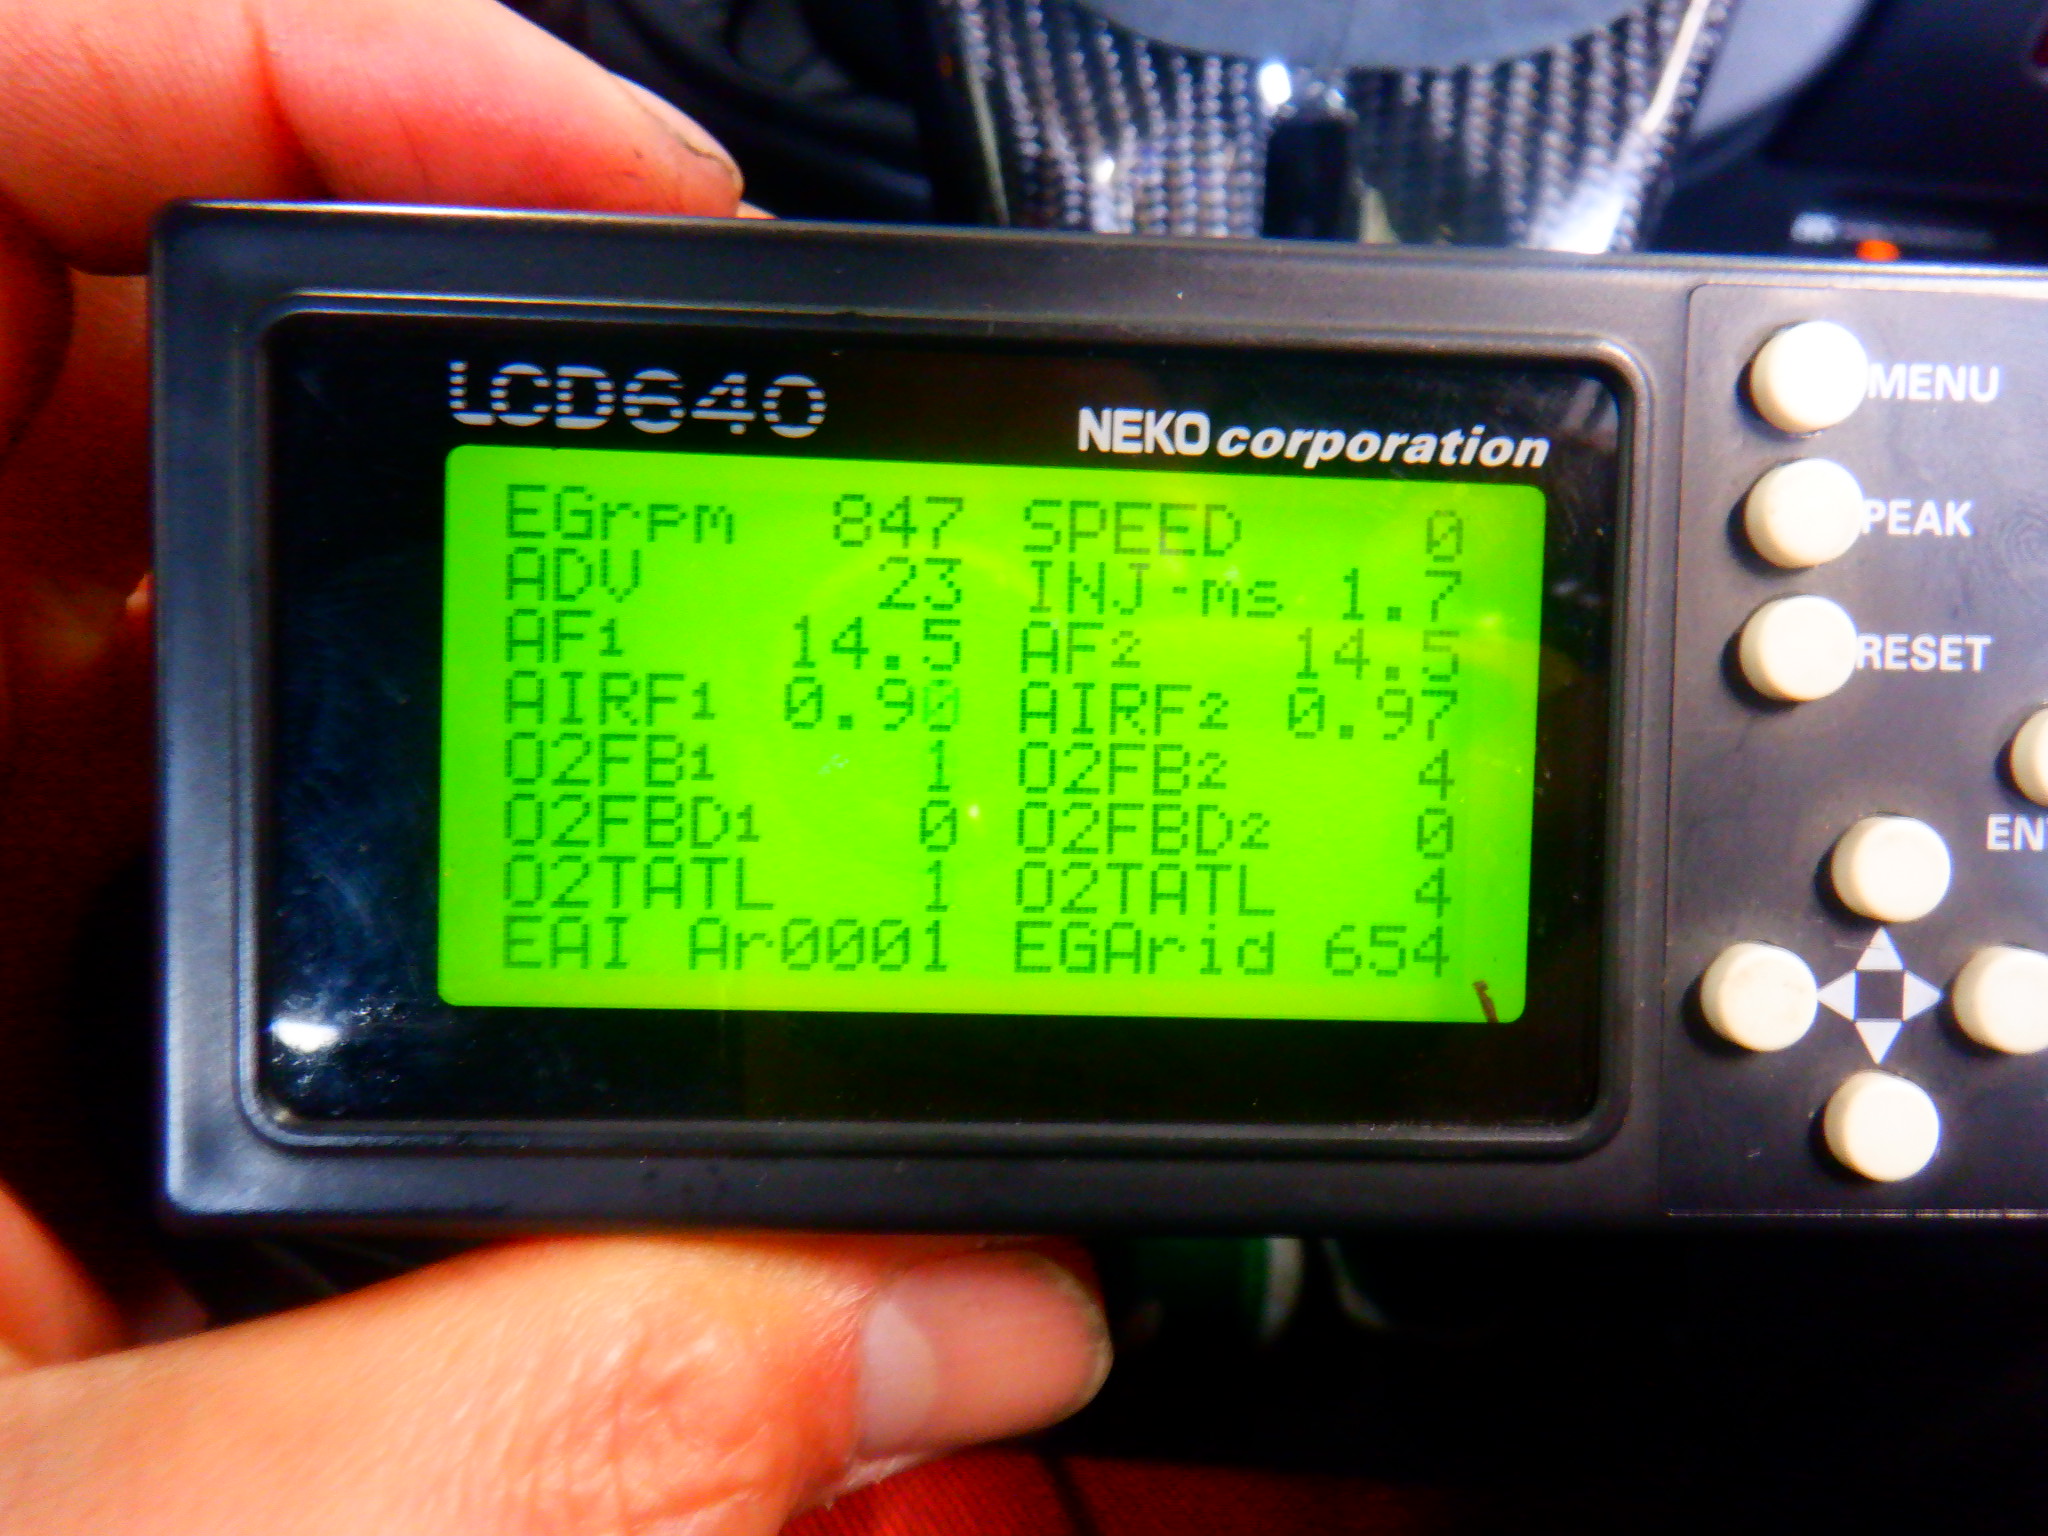 LCD640
NEKO corporation
EGrpm 847 SPEED 0
ADV 23 INJ-ms 1.7
AF1 14.5 AF2 14.5
AIRF1 0.90 AIRF2 0.97
O2FB1 1 O2FB2 4
O2FBD1 0 O2FBD2 0
O2TATL 1 O2TATL 4
EAI Ar0001 EGArid 654
MENU
PEAK
RESET